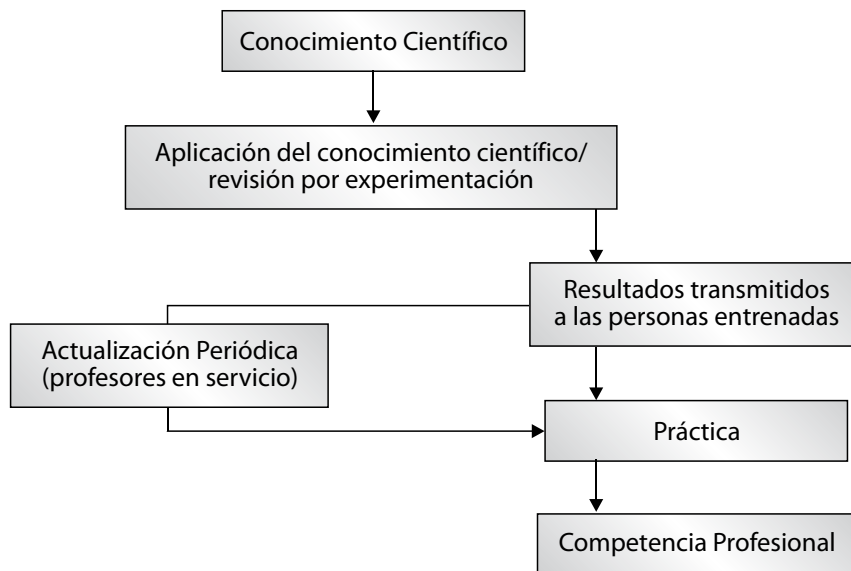 Conocimiento Científico
Aplicación del conocimiento científico/
revisión por experimentación
Resultados transmitidos
a las personas entrenadas
Actualización Periódica
(profesores en servicio)
Práctica
Competencia Profesional